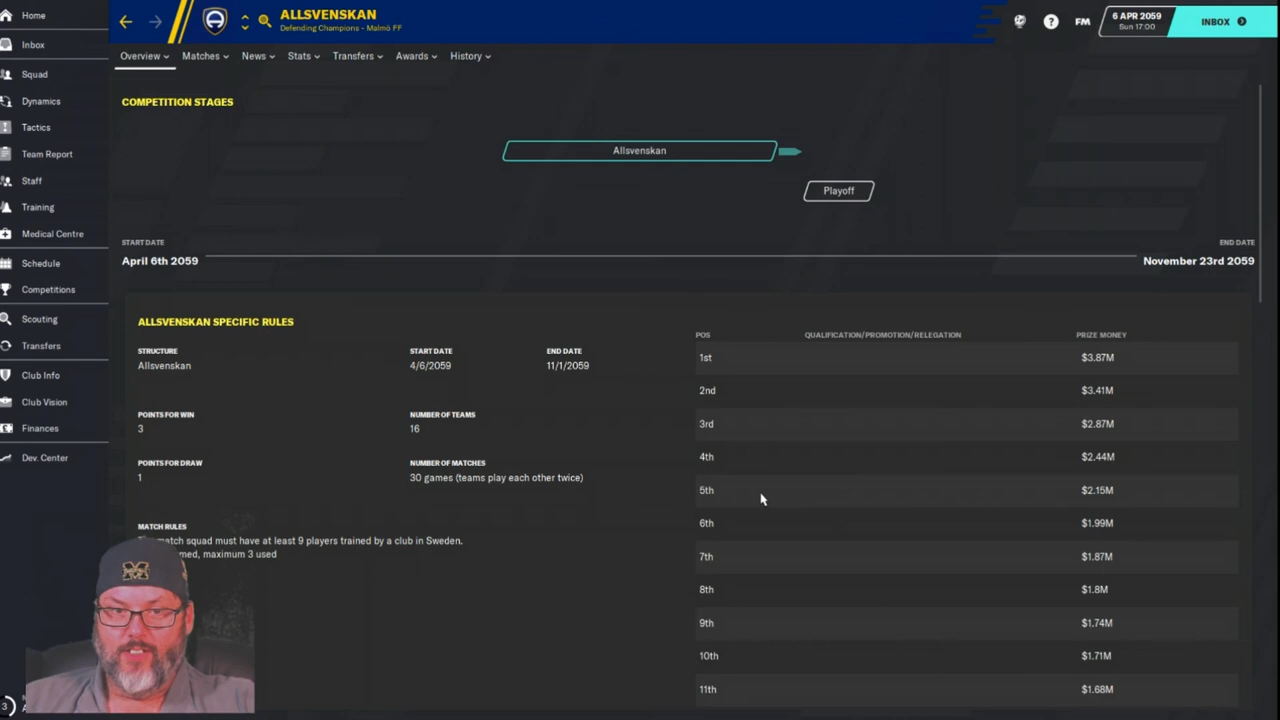 Home
Inbox
Squad
Dynamics
Tactics
Team Report
Staff
Training
Medical Centre
Schedule
Competitions
Scouting
Transfers
Club Info
Club Vision
Finances
Dev. Center
3
ALLSVENSKAN
Defending Champions - Malmö FF
? FM 6 APR 2059 INBOX
Sun 17:00
Overview Matches News Stats Transfers Awards History
COMPETITION STAGES
Allsvenskan
Playoff
START DATE END DATE
April 6th 2059 November 23rd 2059
ALLSVENSKAN SPECIFIC RULES
STRUCTURE START DATE END DATE
Allsvenskan 4/6/2059 11/1/2059
POINTS FOR WIN NUMBER OF TEAMS
3 16
POINTS FOR DRAW NUMBER OF MATCHES
1 30 games (teams play each other twice)
MATCH RULES
match squad must have at least 9 players trained by a club in Sweden.
maximum 3 used
M
POS QUALIFICATION/PROMOTION/RELEGATION PRIZE MONEY
1st $3.87M
2nd $3.41M
3rd $2.87M
4th $2.44M
5th $2.15M
6th $1.99M
7th $1.87M
8th $1.8M
9th $1.74M
10th $1.71M
11th $1.68M